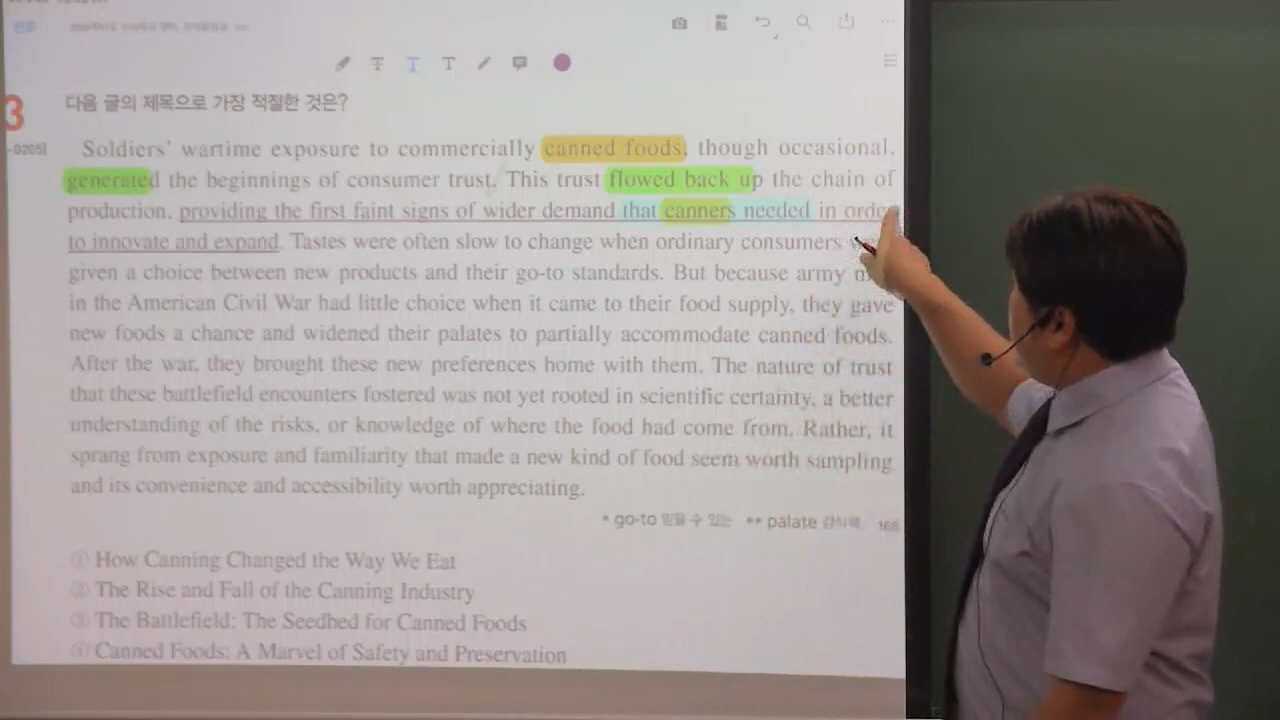 3
다음 글의 제목으로 가장 적절한 것은?
Soldiers' wartime exposure to commercially canned foods, though occasional,
generated the beginnings of consumer trust. This trust flowed back up the chain of
production, providing the first faint signs of wider demand that canners needed in order
to innovate and expand. Tastes were often slow to change when ordinary consumers
given a choice between new products and their go-to standards. But because army
in the American Civil War had little choice when it came to their food supply, they gave
new foods a chance and widened their palates to partially accommodate canned foods.
After the war, they brought these new preferences home with them. The nature of trust
that these battlefield encounters fostered was not yet rooted in scientific certainty, a better
understanding of the risks, or knowledge of where the food had come from. Rather, it
sprang from exposure and familiarity that made a new kind of food seem worth sampling
and its convenience and accessibility worth appreciating.
* go-to 믿을 수 있는 ** palate 168
① How Canning Changed the Way We Eat
② The Rise and Fall of the Canning Industry
③ The Battlefield: The Seedbed for Canned Foods
④ Canned Foods: A Marvel of Safety and Preservation